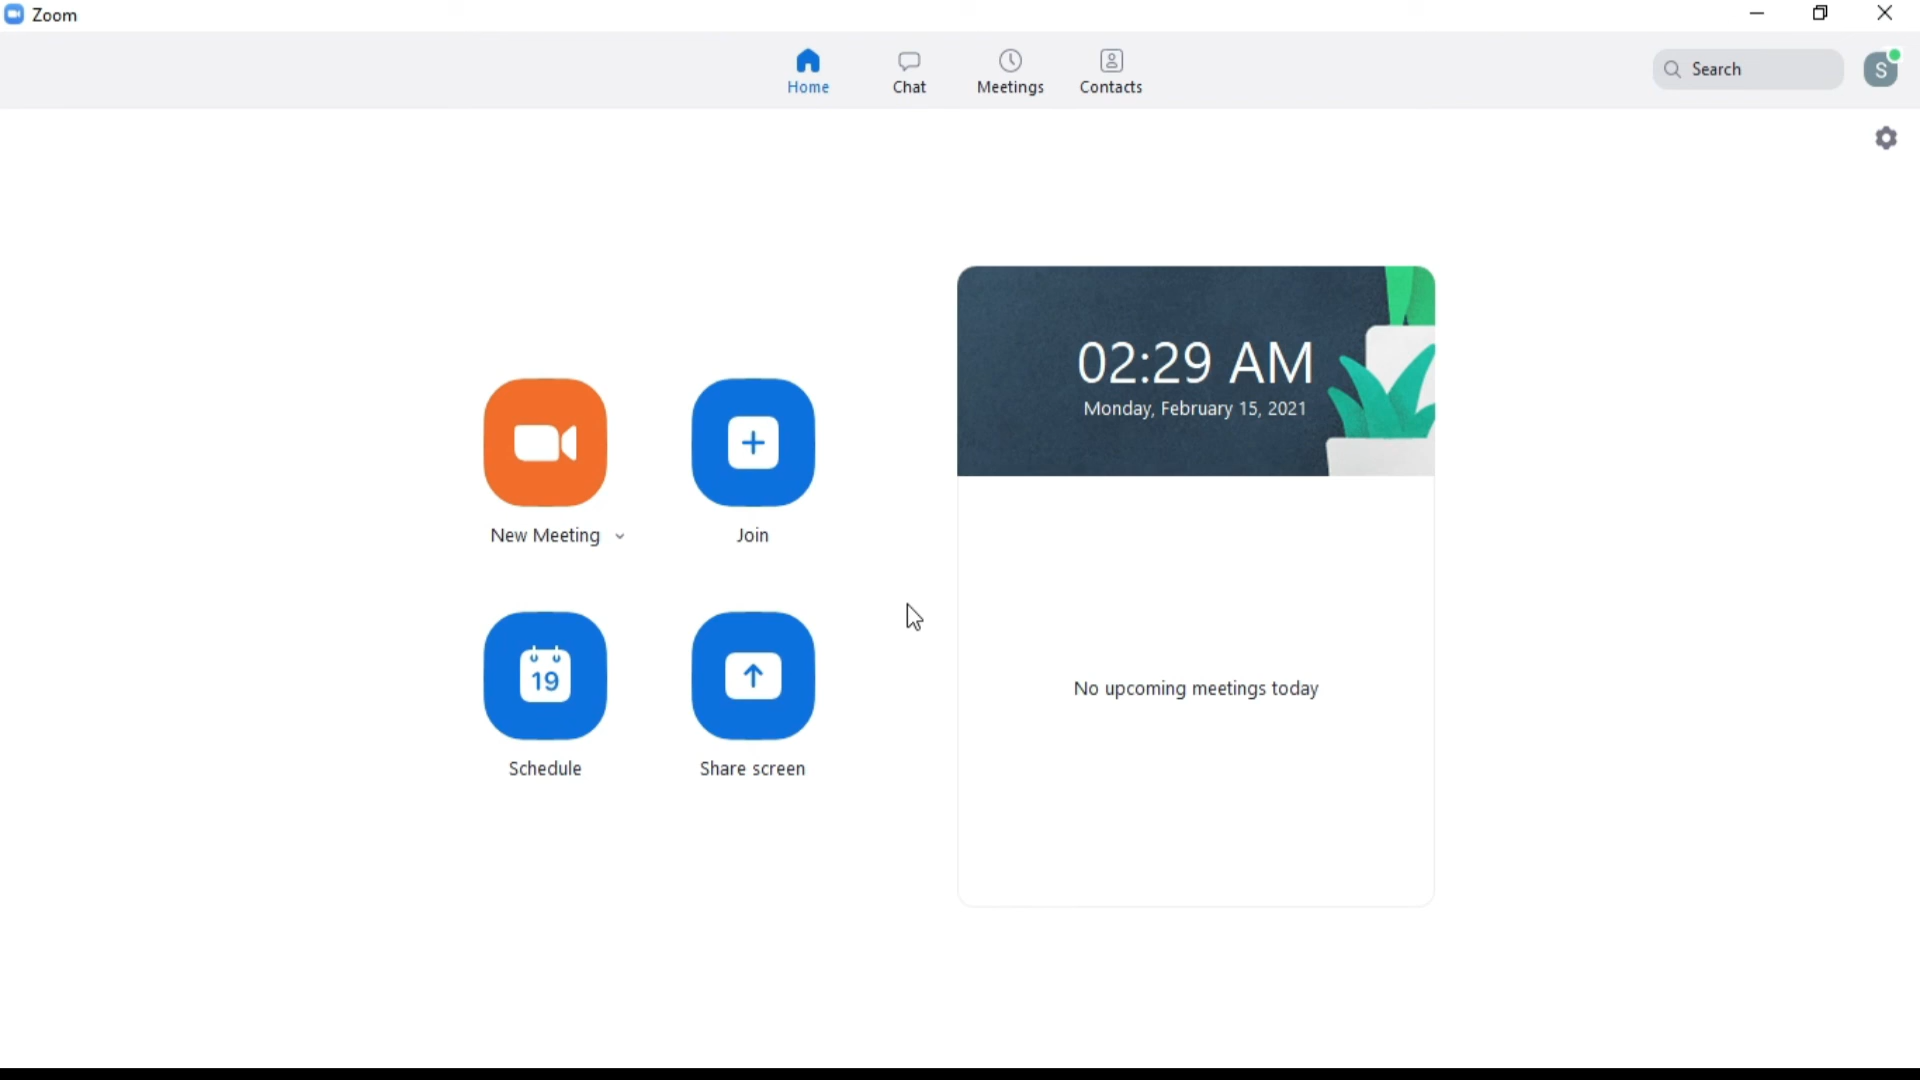 Zoom
Home
Chat
Meetings
Contacts
Search
S
02:29 AM
Monday, February 15, 2021
New Meeting
Join
19
Schedule
Share screen
No upcoming meetings today